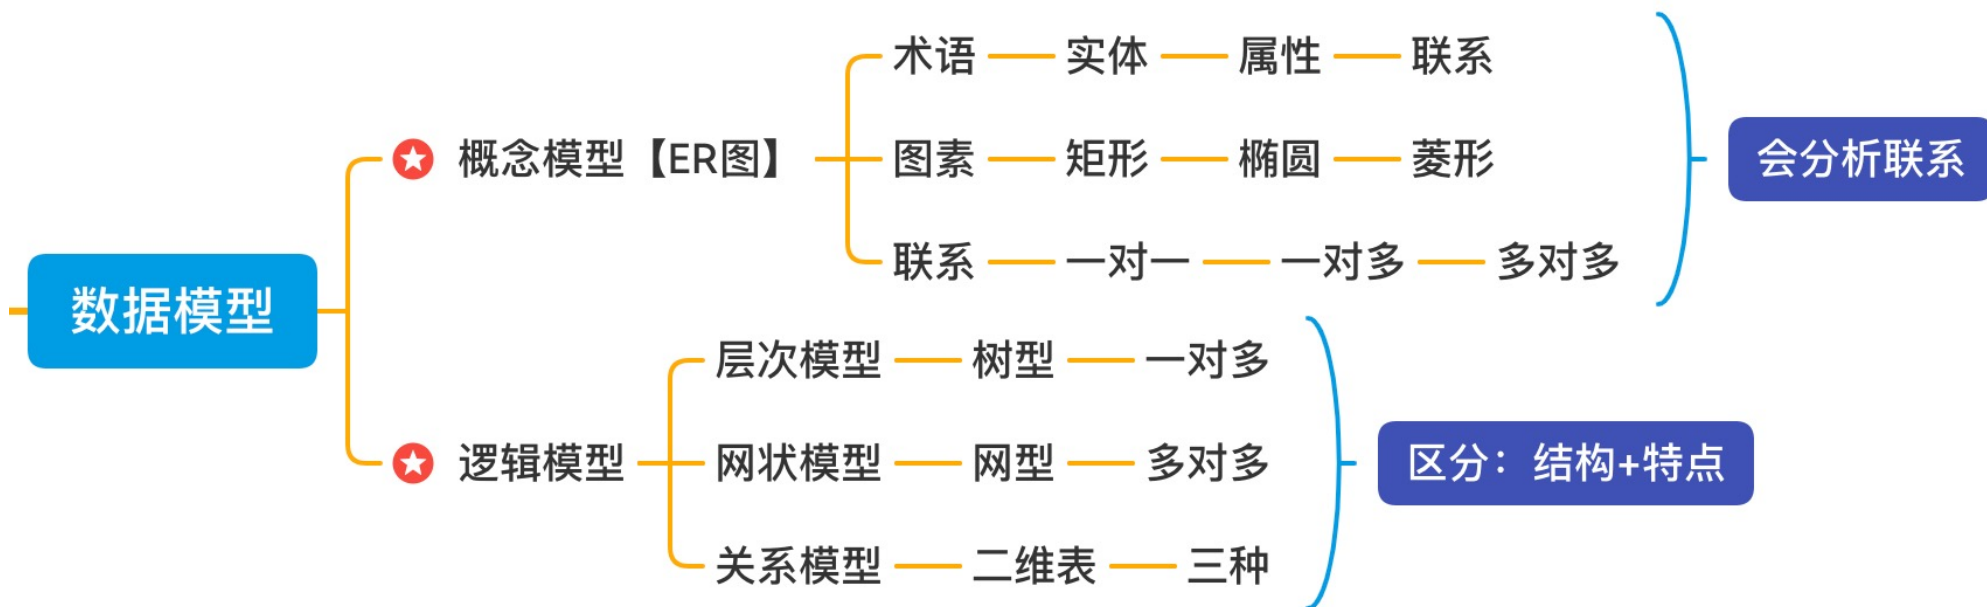 术语 实体 属性 联系
概念模型【ER图】 图素 矩形 椭圆 菱形 会分析联系
联系 一对一 一对多 多对多
数据模型
层次模型 树型 一对多
逻辑模型 网状模型 网型 多对多 区分：结构+特点
关系模型 二维表 三种